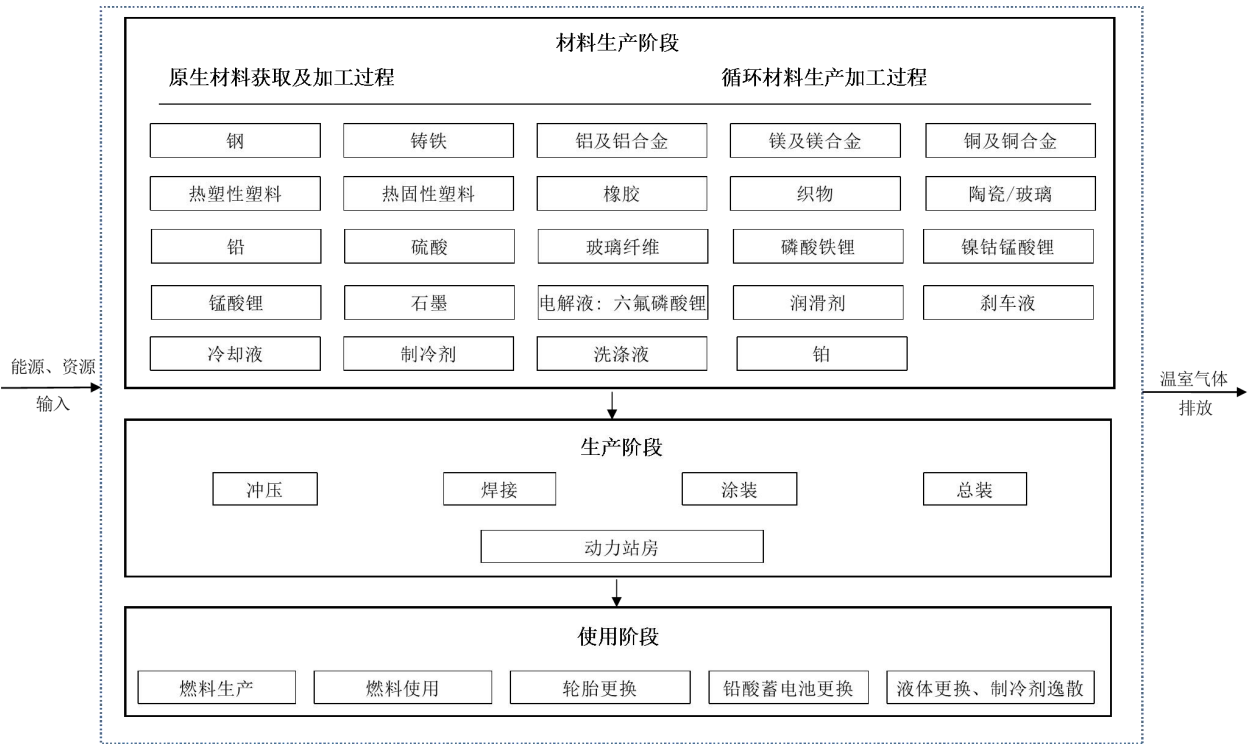 材料生产阶段
原生材料获取及加工过程 循环材料生产加工过程
钢 铸铁 铝及铝合金 镁及镁合金 铜及铜合金
热塑性塑料 热固性塑料 橡胶 织物 陶瓷/玻璃
铅 硫酸 玻璃纤维 磷酸铁锂 镍钴锰酸锂
锰酸锂 石墨 电解液：六氟磷酸锂 润滑剂 刹车液
冷却液 制冷剂 洗涤液 铂
能源、资源
输入
温室气体
排放
生产阶段
冲压 焊接 涂装 总装
动力站房
使用阶段
燃料生产 燃料使用 轮胎更换 铅酸蓄电池更换 液体更换、制冷剂逸散